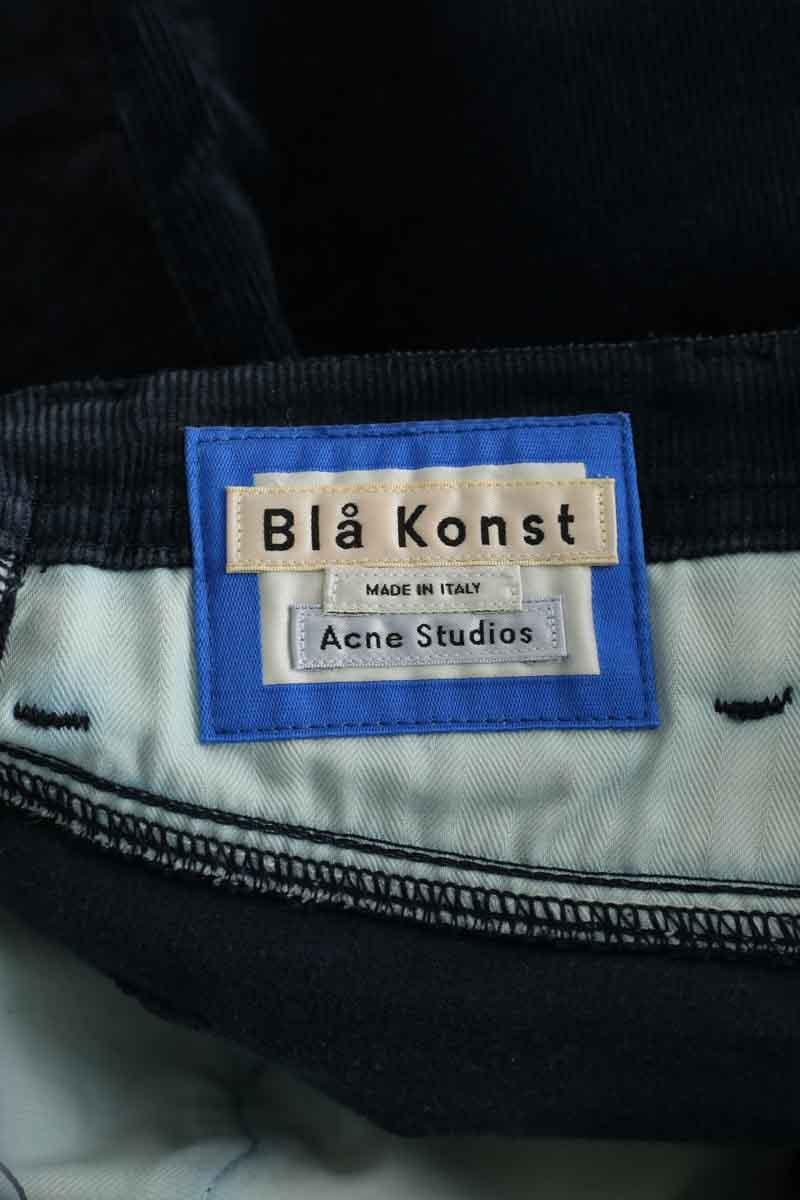 Blå Konst
MADE IN ITALY
Acne Studios